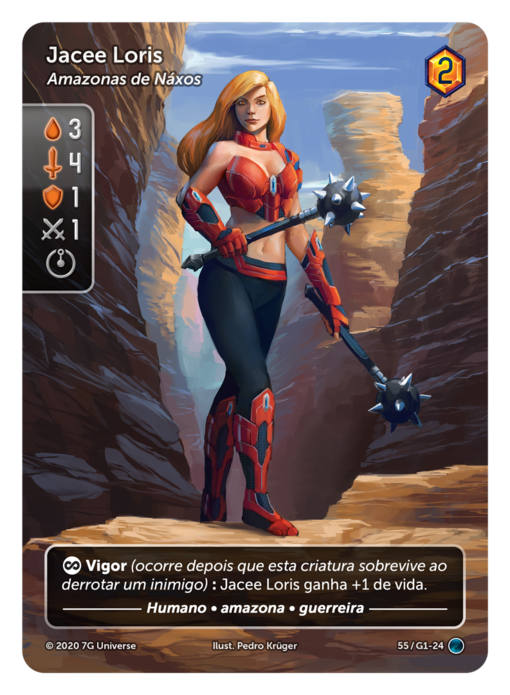 Jacee Loris
Amazonas de Náxos
2
3
4
1
1
Vigor (ocorre depois que esta criatura sobrevive ao
derrotar um inimigo) : Jacee Loris ganha +1 de vida.
Humano • amazona • guerreira
© 2020 7G Universe
Ilust. Pedro Krüger
55 / G1-24